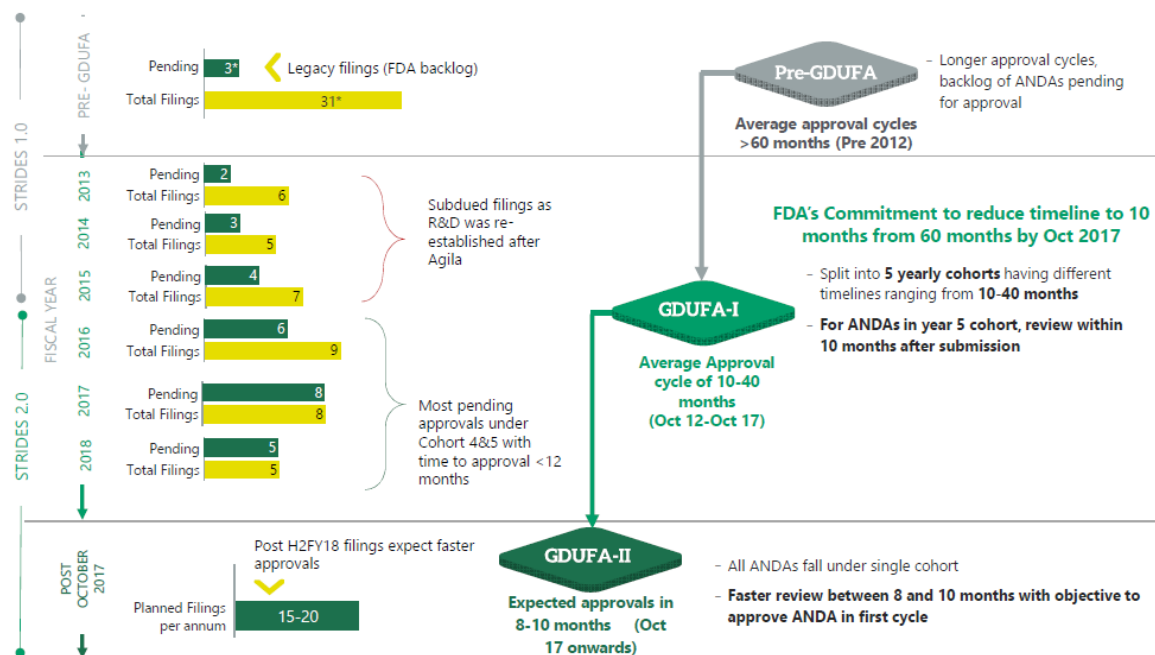 STRIDES 1.0
STRIDES 2.0
PRE- GDUFA
FISCAL YEAR
Pending
3*
Total Filings
31*
Legacy filings (FDA backlog)
2013
Pending
2
Total Filings
6
2014
Pending
3
Total Filings
5
2015
Pending
4
Total Filings
7
Subdued filings as
R&D was re-
established after
Agila
2016
Pending
6
Total Filings
9
2017
Pending
8
Total Filings
8
2018
Pending
5
Total Filings
5
Most pending
approvals under
Cohort 4&5 with
time to approval <12
months
POST
OCTOBER
2017
Post H2FY18 filings expect faster
approvals
Planned Filings
per annum
15-20
Pre-GDUFA
Average approval cycles
>60 months (Pre 2012)
- Longer approval cycles,
backlog of ANDAs pending
for approval
FDA's Commitment to reduce timeline to 10
months from 60 months by Oct 2017
- Split into 5 yearly cohorts having different
timelines ranging from 10-40 months
- For ANDAs in year 5 cohort, review within
10 months after submission
GDUFA-I
Average Approval
cycle of 10-40
months
(Oct 12-Oct 17)
GDUFA-II
Expected approvals in
8-10 months (Oct
17 onwards)
- All ANDAs fall under single cohort
- Faster review between 8 and 10 months with objective to
approve ANDA in first cycle